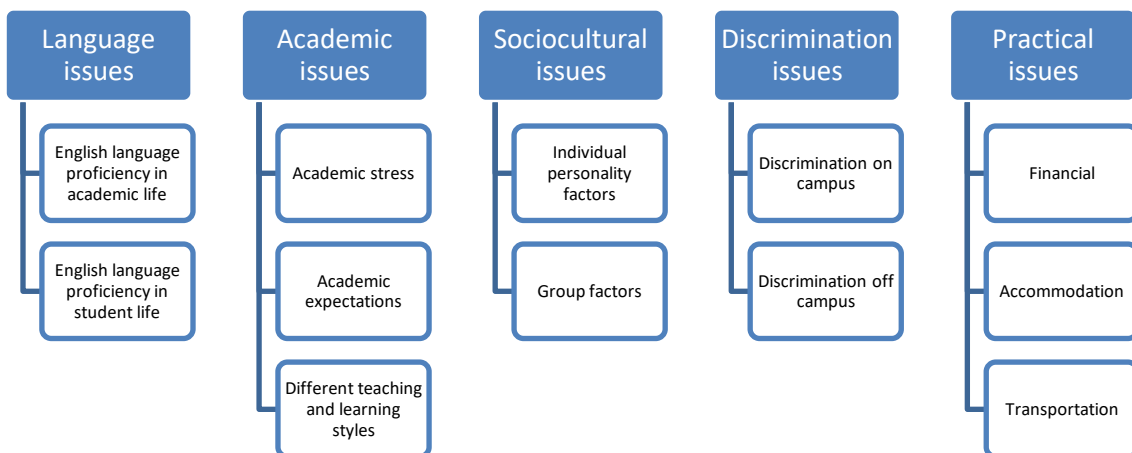 Language
issues
English language
proficiency in
academic life
English language
proficiency in
student life
Academic
issues
Academic stress
Academic
expectations
Different teaching
and learning
styles
Sociocultural
issues
Individual
personality
factors
Group factors
Discrimination
issues
Discrimination on
campus
Discrimination off
campus
Practical
issues
Financial
Accommodation
Transportation